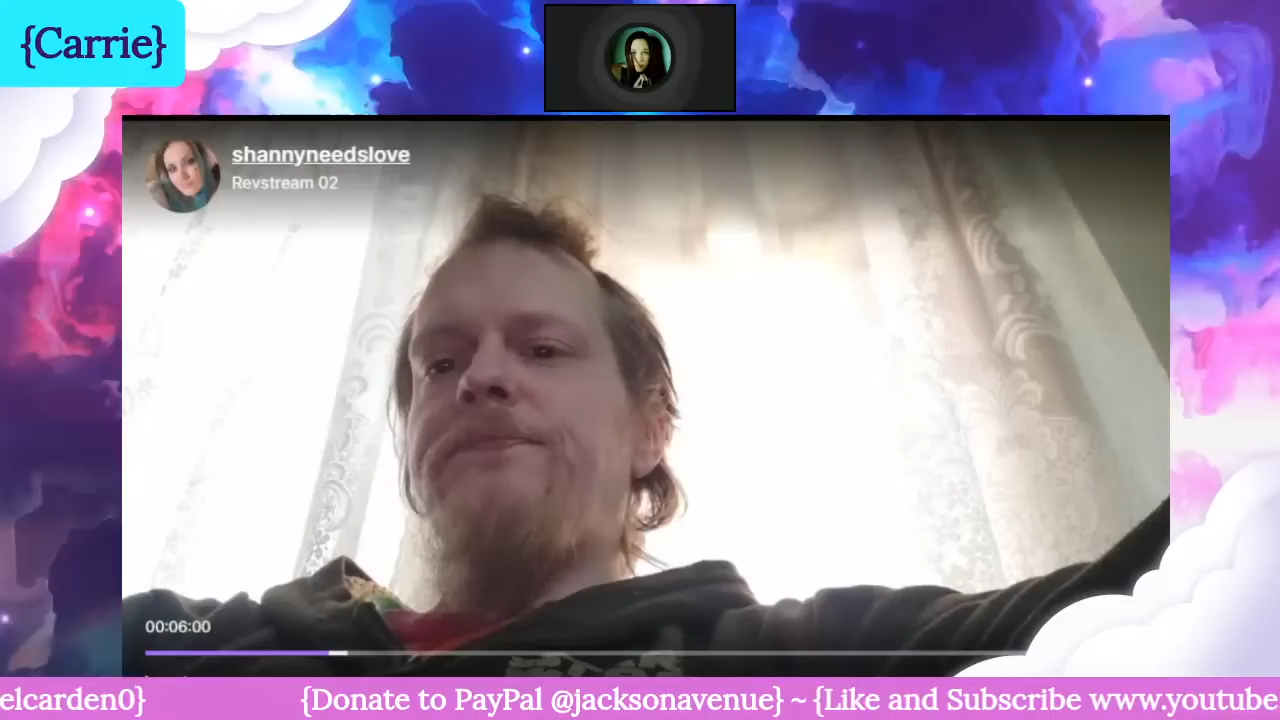 {Carrie}
shannyneedslove
Revstream 02
00:06:00
elcarden0} {Donate to PayPal @jacksonavenue} ~ {Like and Subscribe www.youtube